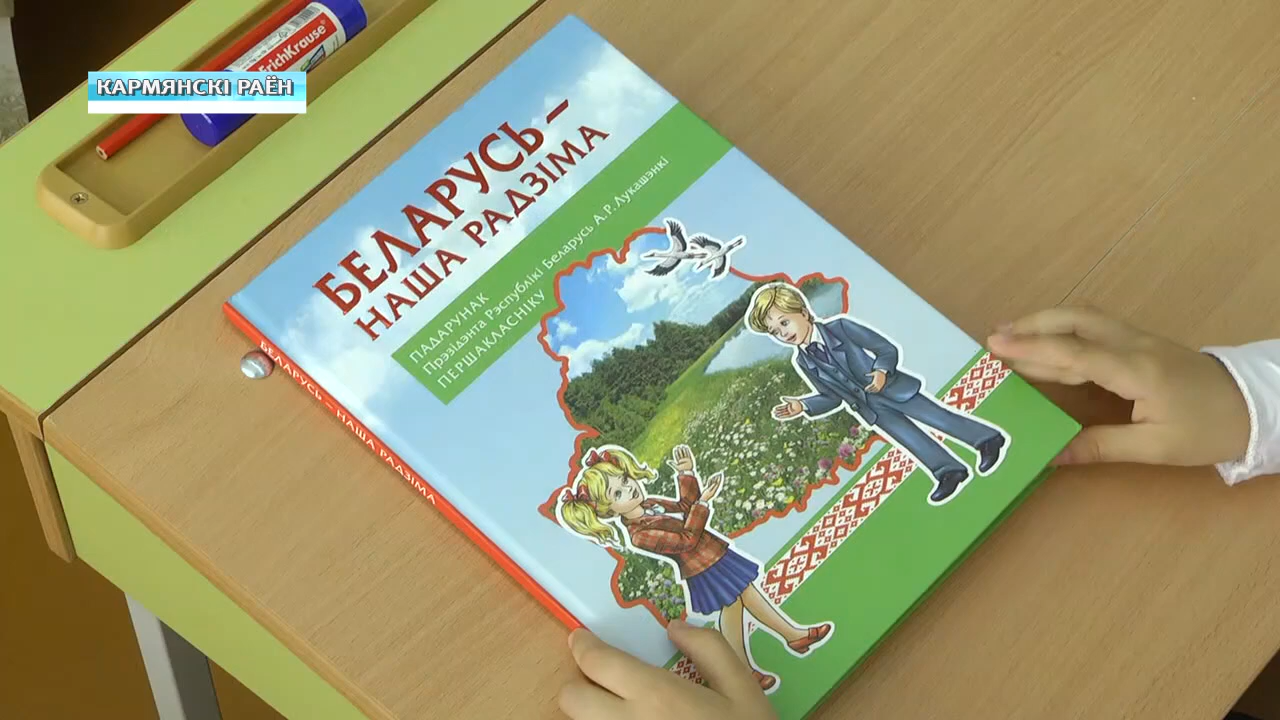 КАРМЯНСКІ РАЁН
ErichKrause
БЕЛАРУСЬ –
НАША РАДЗІМА
ПАДАРУНАК
Прэзідэнта Рэспублікі Беларусь А. Р. Лукашэнкі
ПЕРШАКЛАСНІКУ
БЕЛАРУСЬ – НАША РАДЗІМА